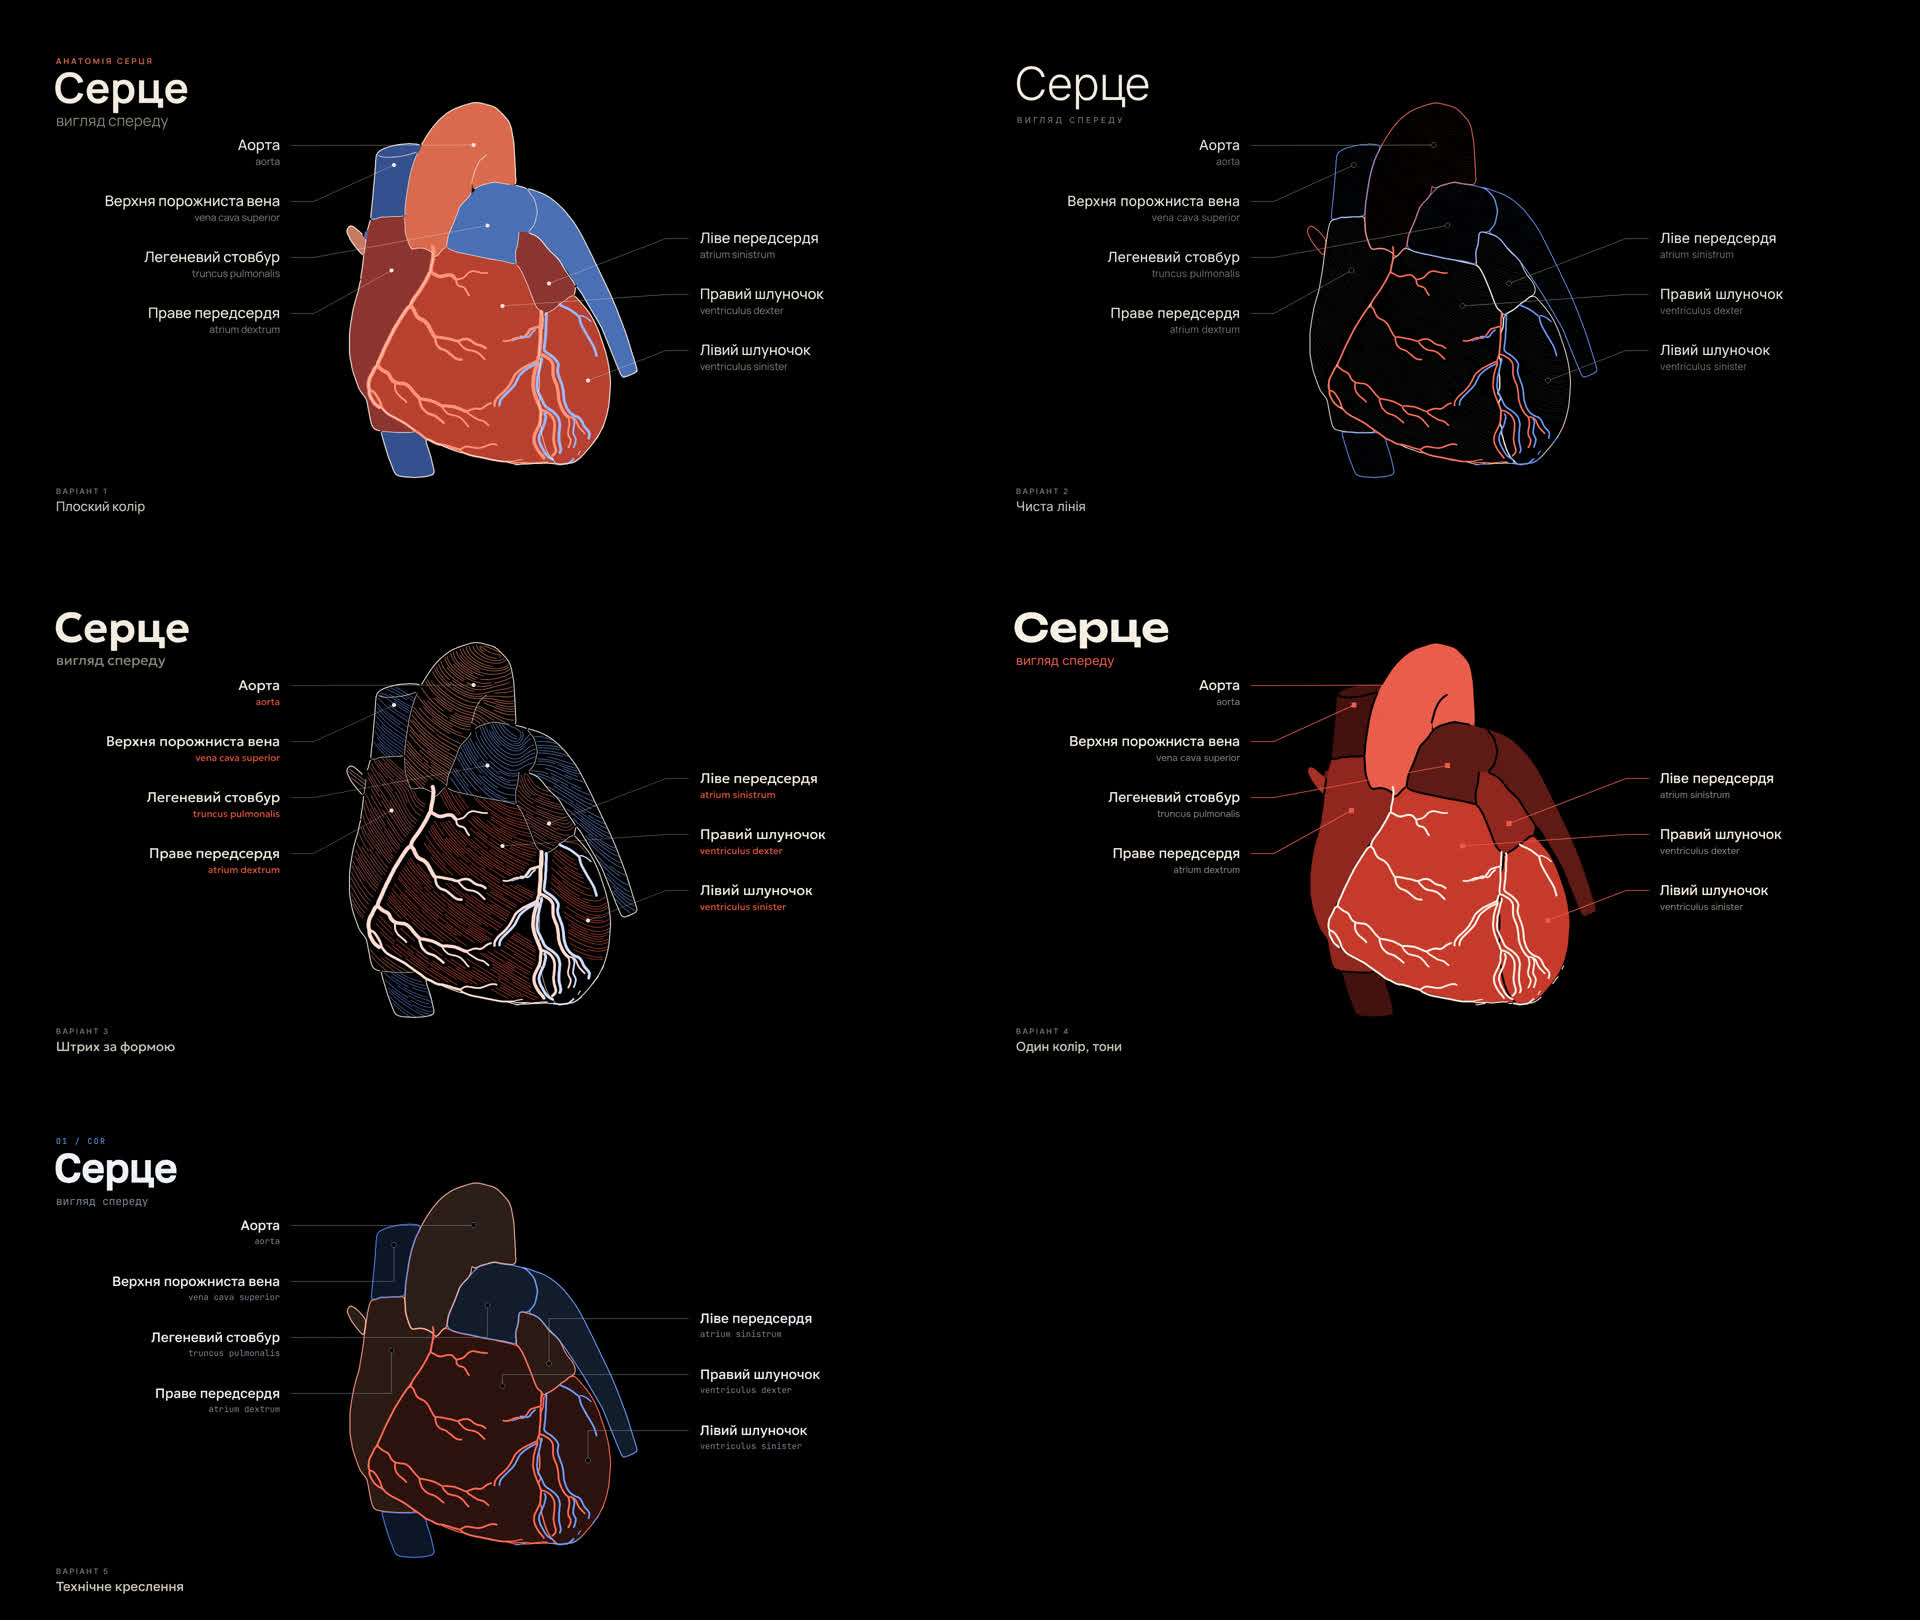 АНАТОМІЯ СЕРЦЯ
Серце
вигляд спереду
Аорта
aorta
Верхня порожниста вена
vena cava superior
Легеневий стовбур
truncus pulmonalis
Праве передсердя
atrium dextrum
Ліве передсердя
atrium sinistrum
Правий шлуночок
ventriculus dexter
Лівий шлуночок
ventriculus sinister
ВАРІАНТ 1
Плоский колір
Серце
ВИГЛЯД СПЕРЕДУ
Аорта
aorta
Верхня порожниста вена
vena cava superior
Легеневий стовбур
truncus pulmonalis
Праве передсердя
atrium dextrum
Ліве передсердя
atrium sinistrum
Правий шлуночок
ventriculus dexter
Лівий шлуночок
ventriculus sinister
ВАРІАНТ 2
Чиста лінія
Серце
вигляд спереду
Аорта
aorta
Верхня порожниста вена
vena cava superior
Легеневий стовбур
truncus pulmonalis
Праве передсердя
atrium dextrum
Ліве передсердя
atrium sinistrum
Правий шлуночок
ventriculus dexter
Лівий шлуночок
ventriculus sinister
ВАРІАНТ 3
Штрих за формою
Серце
вигляд спереду
Аорта
aorta
Верхня порожниста вена
vena cava superior
Легеневий стовбур
truncus pulmonalis
Праве передсердя
atrium dextrum
Ліве передсердя
atrium sinistrum
Правий шлуночок
ventriculus dexter
Лівий шлуночок
ventriculus sinister
ВАРІАНТ 4
Один колір, тони
01 / COR
Серце
вигляд спереду
Аорта
aorta
Верхня порожниста вена
vena cava superior
Легеневий стовбур
truncus pulmonalis
Праве передсердя
atrium dextrum
Ліве передсердя
atrium sinistrum
Правий шлуночок
ventriculus dexter
Лівий шлуночок
ventriculus sinister
ВАРІАНТ 5
Технічне креслення